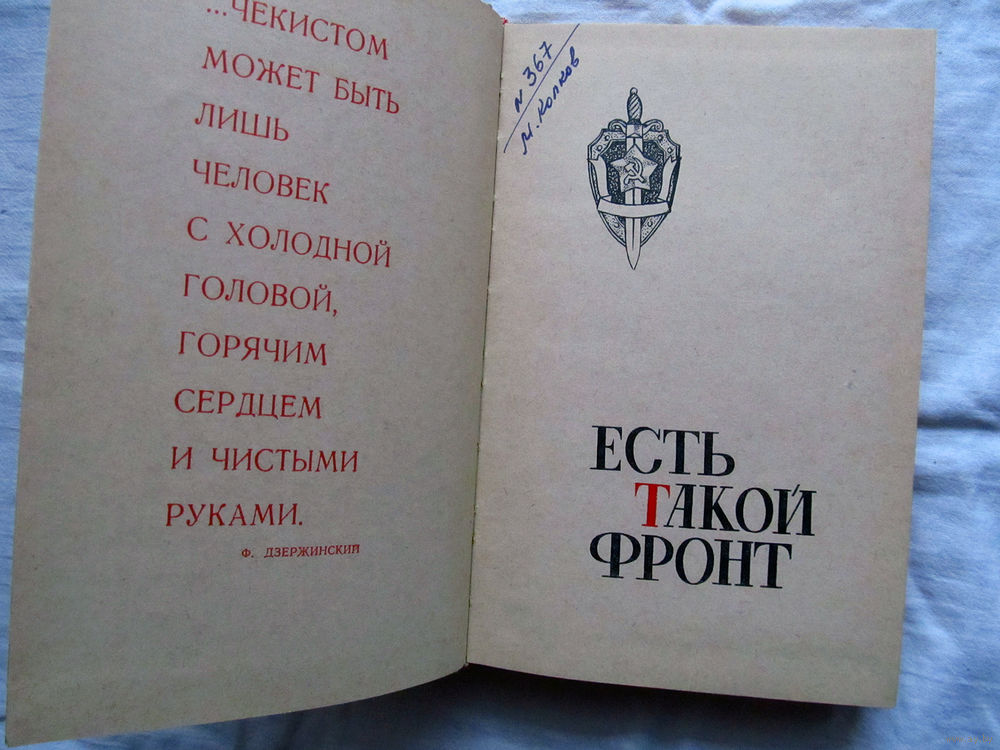 ...ЧЕКИСТОМ
МОЖЕТ БЫТЬ
ЛИШЬ
ЧЕЛОВЕК
С ХОЛОДНОЙ
ГОЛОВОЙ,
ГОРЯЧИМ
СЕРДЦЕМ
И ЧИСТЫМИ
РУКАМИ.
Ф. ДЗЕРЖИНСКИЙ
N 367
М. Колков
ЕСТЬ
ТАКОЙ
ФРОНТ